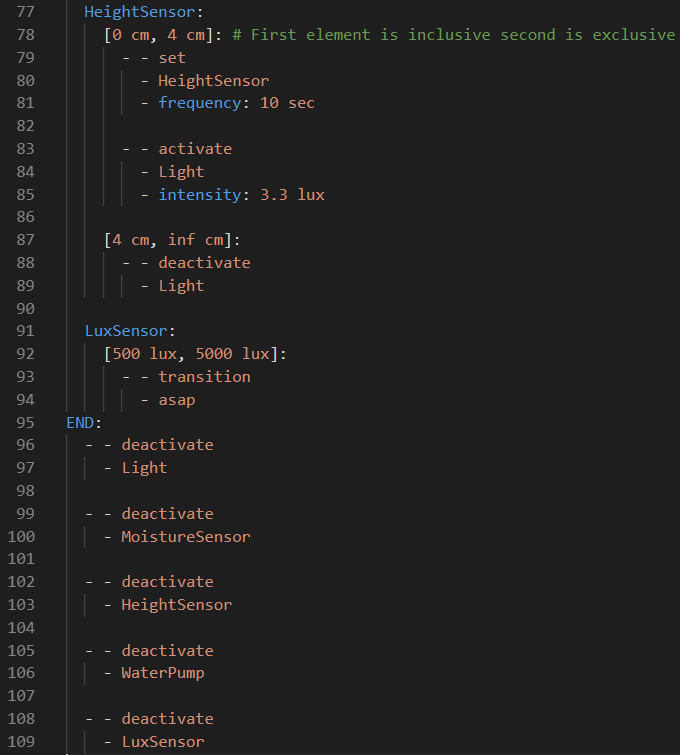 77 HeightSensor:
78 [0 cm, 4 cm]: # First element is inclusive second is exclusive
79 - - set
80 - HeightSensor
81 - frequency: 10 sec
82
83 - - activate
84 - Light
85 - intensity: 3.3 lux
86
87 [4 cm, inf cm]:
88 - - deactivate
89 - Light
90
91 LuxSensor:
92 [500 lux, 5000 lux]:
93 - - transition
94 - asap
95 END:
96 - - deactivate
97 - Light
98
99 - - deactivate
100 - MoistureSensor
101
102 - - deactivate
103 - HeightSensor
104
105 - - deactivate
106 - WaterPump
107
108 - - deactivate
109 - LuxSensor